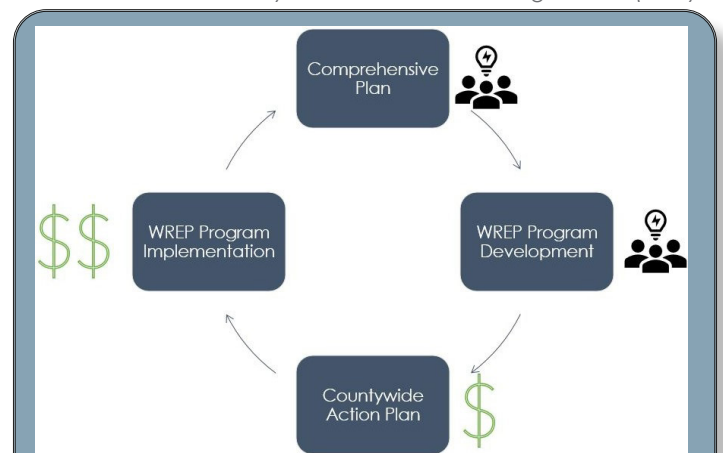 Comprehensive
Plan
WREP Program
Implementation
$$
WREP Program
Development
Countywide
Action Plan
$